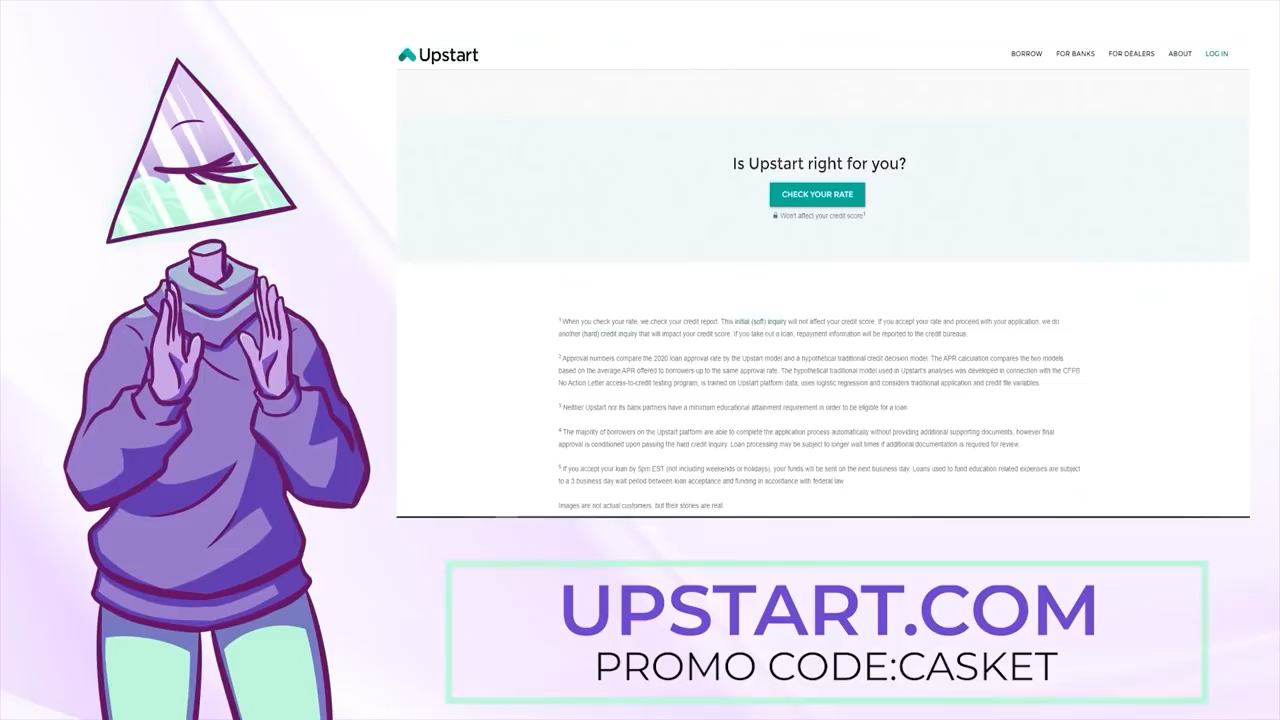 Upstart
BORROW FOR BANKS FOR DEALERS ABOUT LOG IN
Is Upstart right for you?
CHECK YOUR RATE
Won't affect your credit score¹
¹ When you check your rate, we check your credit report. This initial (soft) inquiry will not affect your credit score. If you accept your rate and proceed with your application, we do
another (hard) credit inquiry that will impact your credit score. If you take out a loan, repayment information will be reported to the credit bureaus.
² Approval numbers compare the 2020 loan approval rate by the Upstart model and a hypothetical traditional credit decision model. The APR calculation compares the two models
based on the average APR offered to borrowers up to the same approval rate. The hypothetical traditional model used in Upstart's analyses was developed in connection with the CFPB
No Action Letter access-to-credit testing program, is trained on Upstart platform data, uses logistic regression and considers traditional application and credit file variables.
³ Neither Upstart nor its bank partners have a minimum educational attainment requirement in order to be eligible for a loan
⁴ The majority of borrowers on the Upstart platform are able to complete the application process automatically without providing additional supporting documents, however final
approval is conditioned upon passing the hard credit inquiry. Loan processing may be subject to longer wait times if additional documentation is required for review.
⁵ If you accept your loan by 5pm EST (not including weekends or holidays), your funds will be sent on the next business day. Loans used to fund education related expenses are subject
to a 3 business day wait period between loan acceptance and funding in accordance with federal law
Images are not actual customers, but their stories are real
UPSTART.COM
PROMO CODE:CASKET